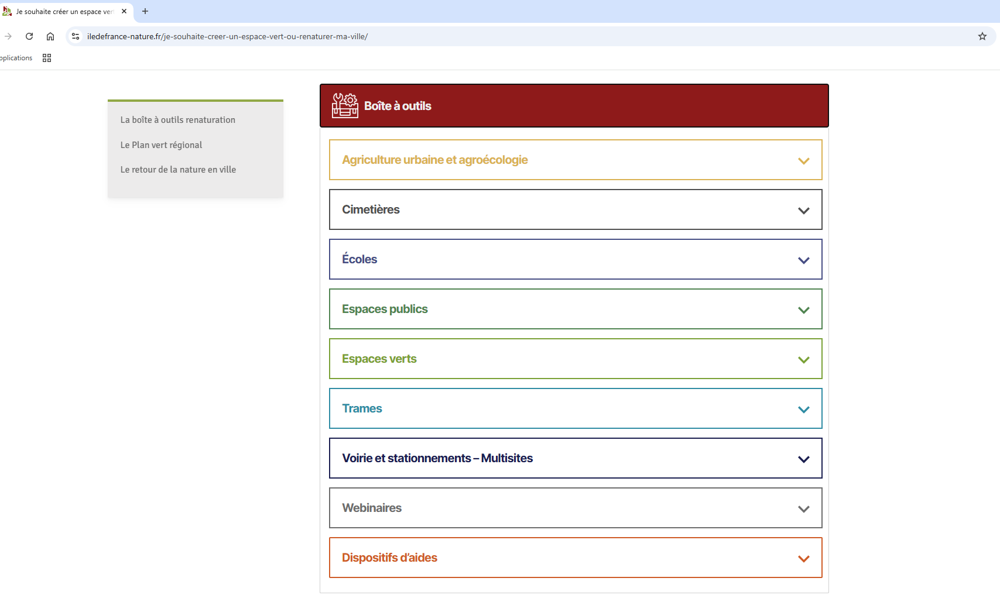 Je souhaite créer un espace ver
iledefrance-nature.fr/je-souhaite-creer-un-espace-vert-ou-renaturer-ma-ville/
pplications
La boîte à outils renaturation
Le Plan vert régional
Le retour de la nature en ville
Boîte à outils
Agriculture urbaine et agroécologie
Cimetières
Écoles
Espaces publics
Espaces verts
Trames
Voirie et stationnements – Multisites
Webinaires
Dispositifs d’aides